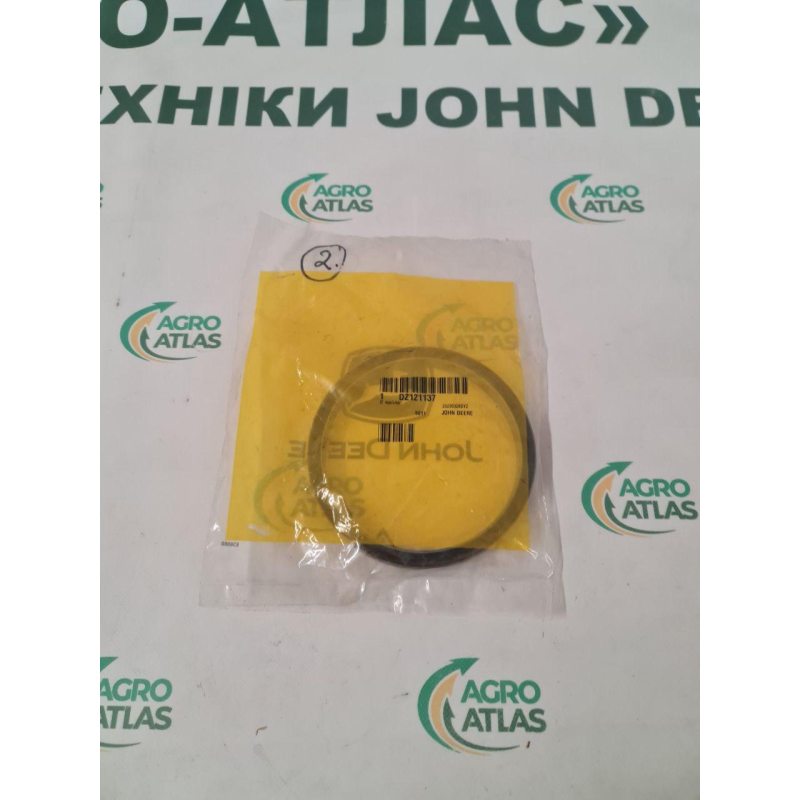 О-АТЛАС»
ЕХНІКИ JOHN DE
AGRO
ATLAS
AGRO
ATLAS
2.
AGRO
ATLAS
DZ121137
JOHN DEERE
JOHN DEERE
AGRO
ATLAS
AGRO
ATLAS
AGRO
ATLAS